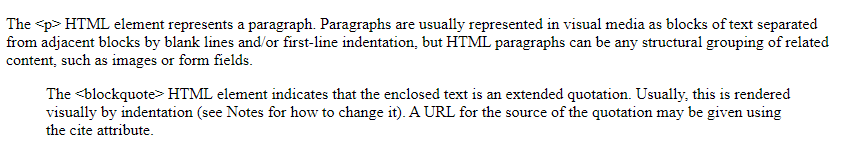 The <p> HTML element represents a paragraph. Paragraphs are usually represented in visual media as blocks of text separated
from adjacent blocks by blank lines and/or first-line indentation, but HTML paragraphs can be any structural grouping of related
content, such as images or form fields.
The <blockquote> HTML element indicates that the enclosed text is an extended quotation. Usually, this is rendered
visually by indentation (see Notes for how to change it). A URL for the source of the quotation may be given using
the cite attribute.